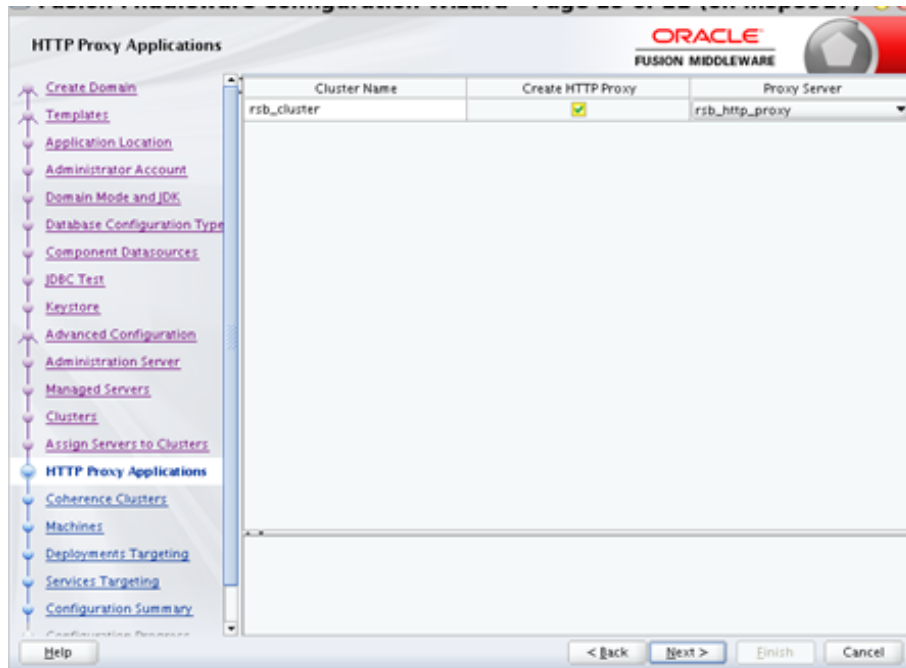 HTTP Proxy Applications
ORACLE
FUSION MIDDLEWARE
Create Domain
Templates
Application Location
Administrator Account
Domain Mode and JDK
Database Configuration Type
Component Datasources
JDBC Test
Keystore
Advanced Configuration
Administration Server
Managed Servers
Clusters
Assign Servers to Clusters
HTTP Proxy Applications
Coherence Clusters
Machines
Deployments Targeting
Services Targeting
Configuration Summary
Configuration Progress
Cluster Name Create HTTP Proxy Proxy Server
rsb_cluster rsb_http_proxy
Help < Back Next > Finish Cancel